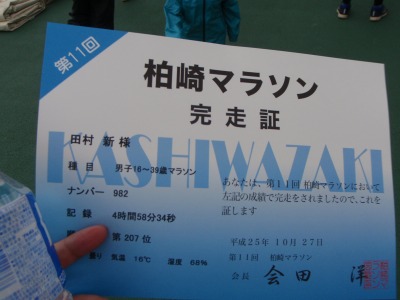 第11回
柏崎マラソン
完走証
KASHIWAZAKI
田村 新 様
種目 男子16～39歳マラソン
ナンバー 982
記録 4時間58分34秒
第 207 位
気温 16℃ 湿度 68%
あなたは、第11回 柏崎マラソンにおいて
左記の成績で完走をされましたので、これを
証します
平成25年 10月 27日
第11回 柏崎マラソン
会長 会田 洋